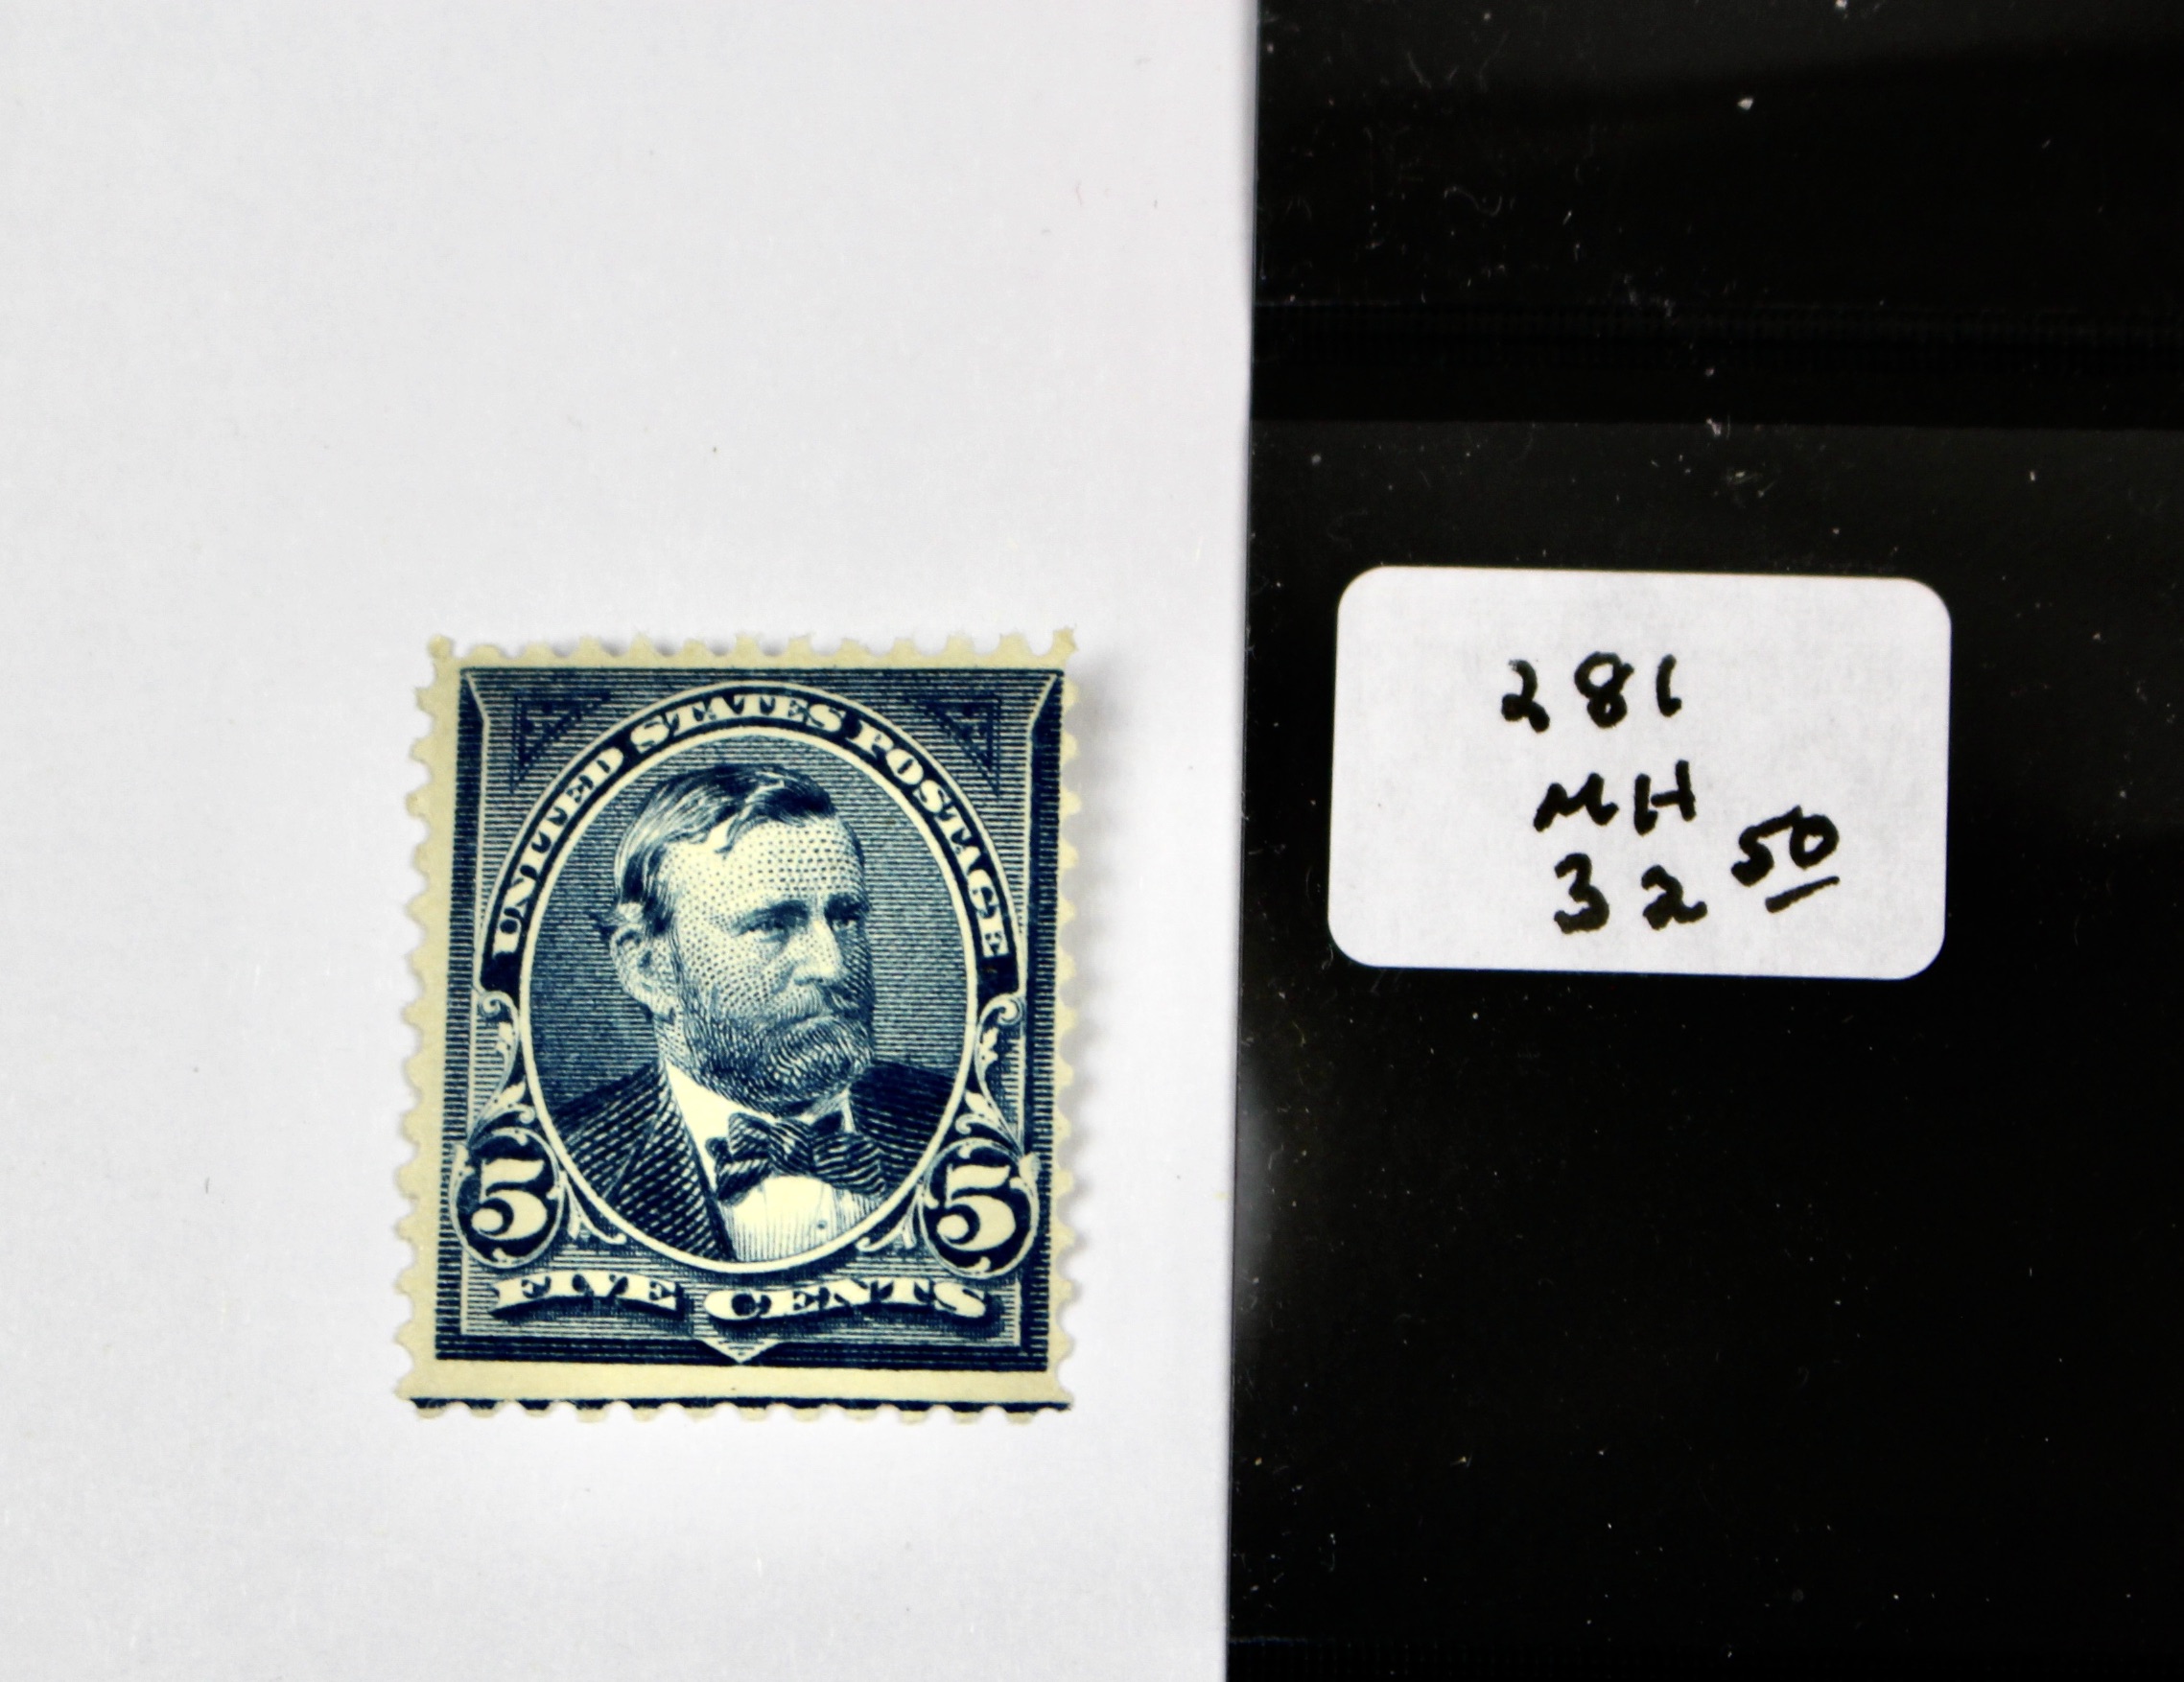 UNITED STATES POSTAGE
5 5
FIVE CENTS
281
MH
32 50